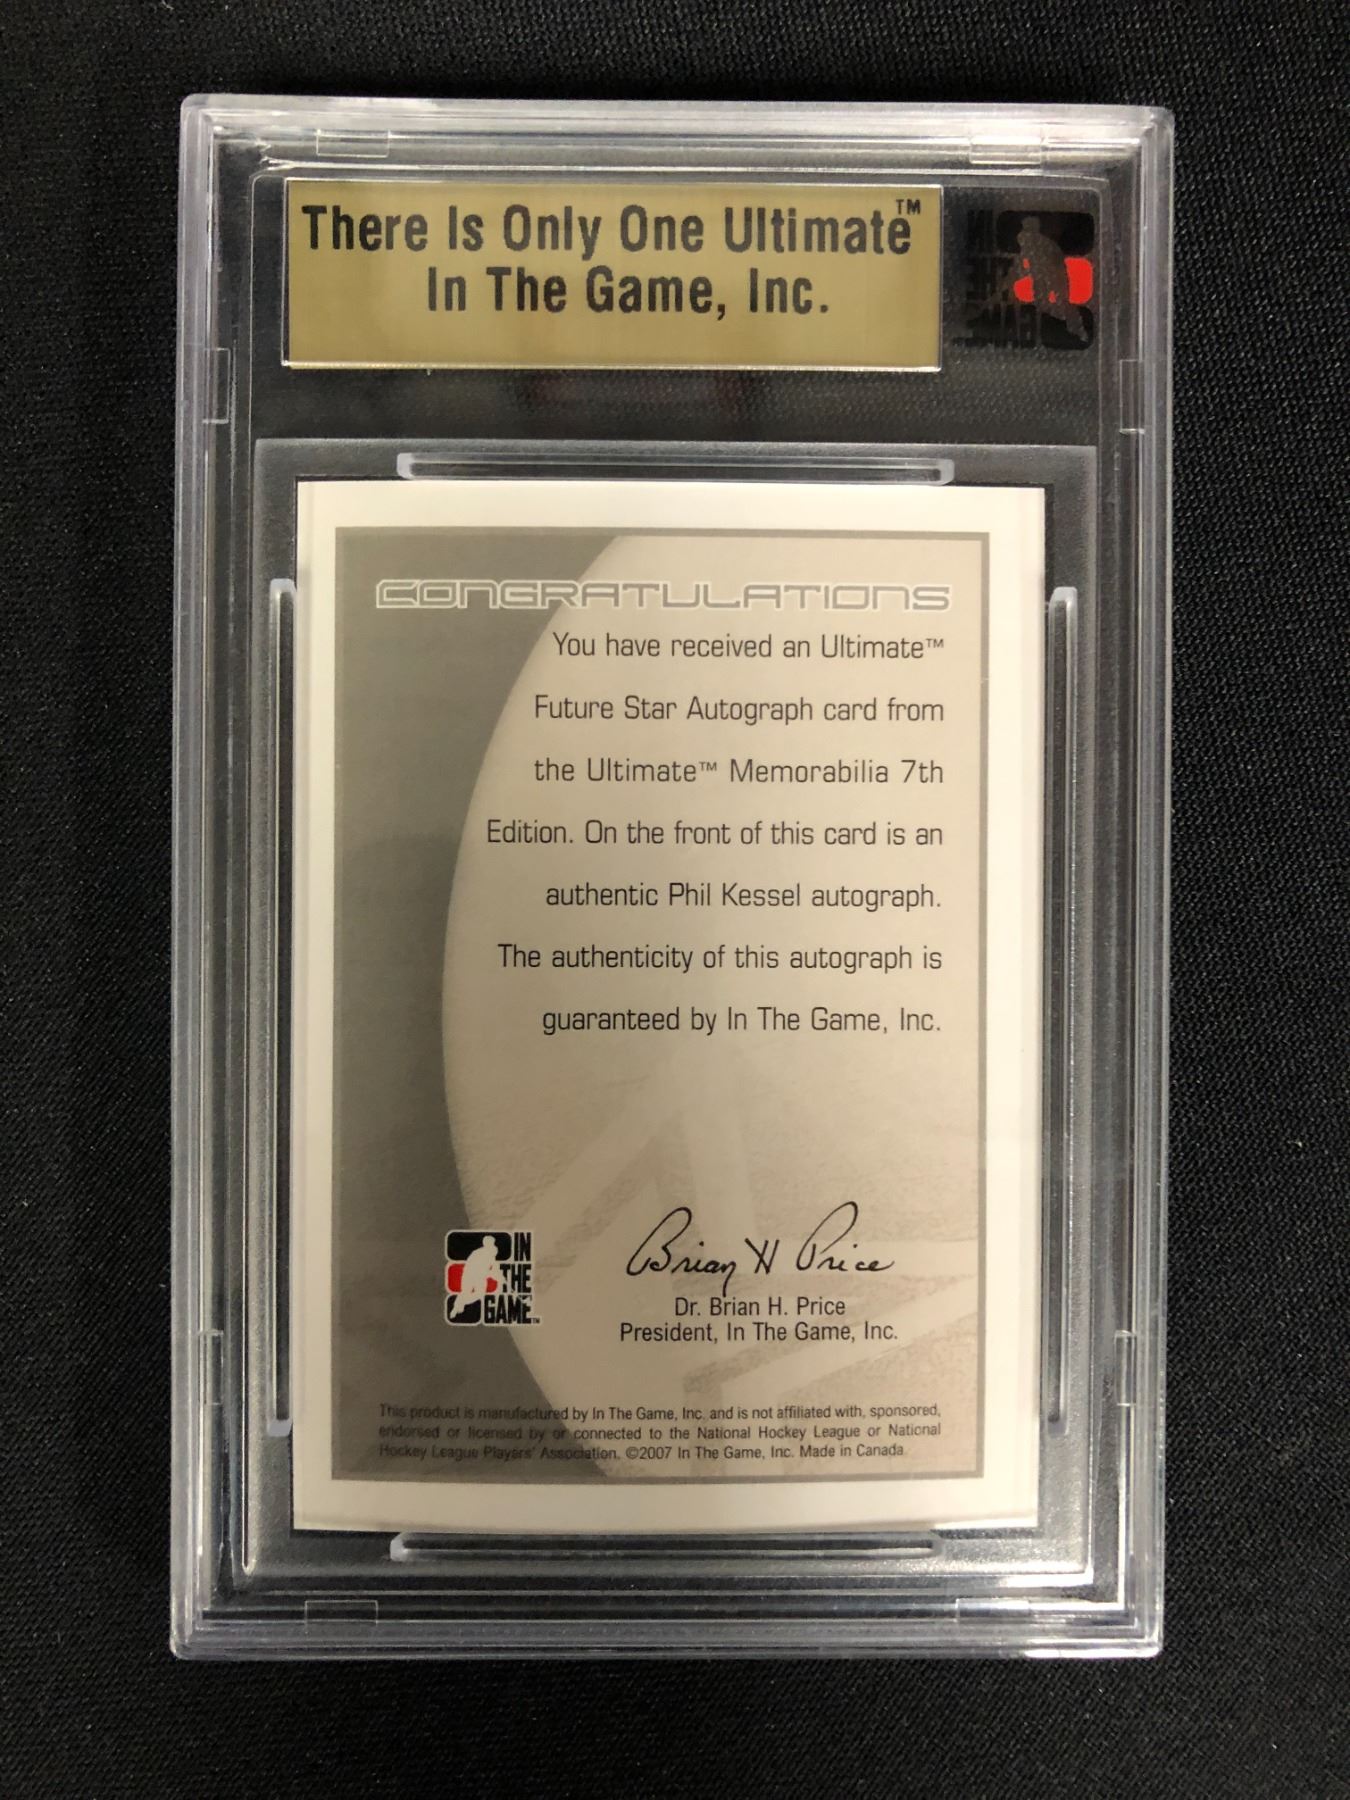 There Is Only One Ultimate™
In The Game, Inc.
IN
THE
GAME
CONGRATULATIONS
You have received an Ultimate™
Future Star Autograph card from
the Ultimate™ Memorabilia 7th
Edition. On the front of this card is an
authentic Phil Kessel autograph.
The authenticity of this autograph is
guaranteed by In The Game, Inc.
Brian H Price
IN
THE
GAME™
Dr. Brian H. Price
President, In The Game, Inc.
This product is manufactured by In The Game, Inc. and is not affiliated with, sponsored,
endorsed or licensed by or connected to the National Hockey League or National
Hockey League Players' Association. ©2007 In The Game, Inc. Made in Canada.